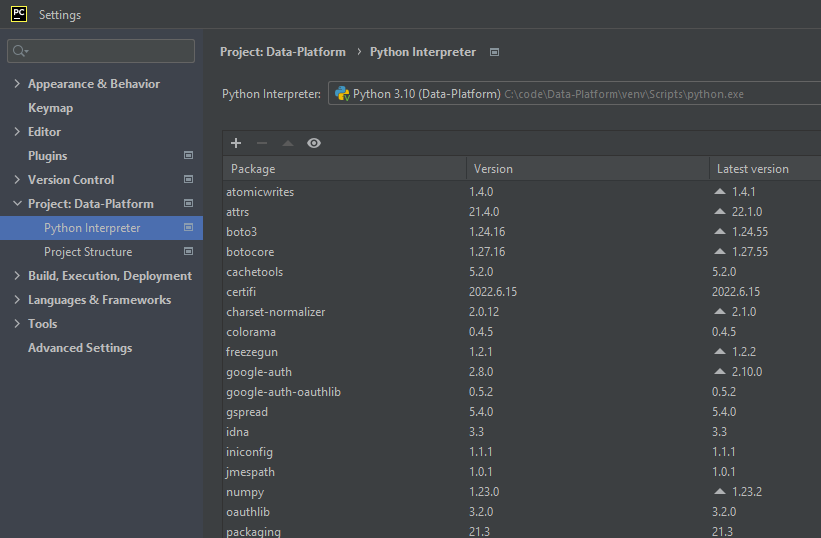 PC Settings
Project: Data-Platform › Python Interpreter
Appearance & Behavior
Keymap
Editor
Plugins
Version Control
Project: Data-Platform
Python Interpreter
Project Structure
Build, Execution, Deployment
Languages & Frameworks
Tools
Advanced Settings
Python Interpreter: Python 3.10 (Data-Platform) C:\code\Data-Platform\venv\Scripts\python.exe
Package Version Latest version
atomicwrites 1.4.0 1.4.1
attrs 21.4.0 22.1.0
boto3 1.24.16 1.24.55
botocore 1.27.16 1.27.55
cachetools 5.2.0 5.2.0
certifi 2022.6.15 2022.6.15
charset-normalizer 2.0.12 2.1.0
colorama 0.4.5 0.4.5
freezegun 1.2.1 1.2.2
google-auth 2.8.0 2.10.0
google-auth-oauthlib 0.5.2 0.5.2
gspread 5.4.0 5.4.0
idna 3.3 3.3
iniconfig 1.1.1 1.1.1
jmespath 1.0.1 1.0.1
numpy 1.23.0 1.23.2
oauthlib 3.2.0 3.2.0
packaging 21.3 21.3